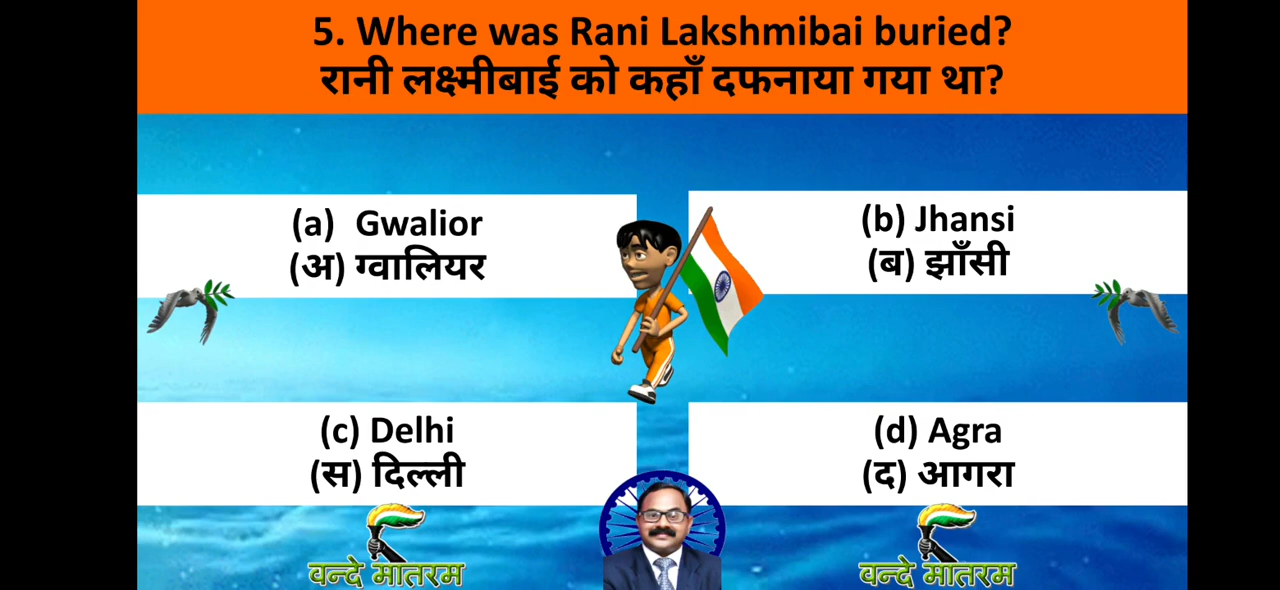 5. Where was Rani Lakshmibai buried?
रानी लक्ष्मीबाई को कहाँ दफनाया गया था?
(a) Gwalior
(अ) ग्वालियर
(b) Jhansi
(ब) झाँसी
(c) Delhi
(स) दिल्ली
(d) Agra
(द) आगरा
वन्दे मातरम
वन्दे मातरम